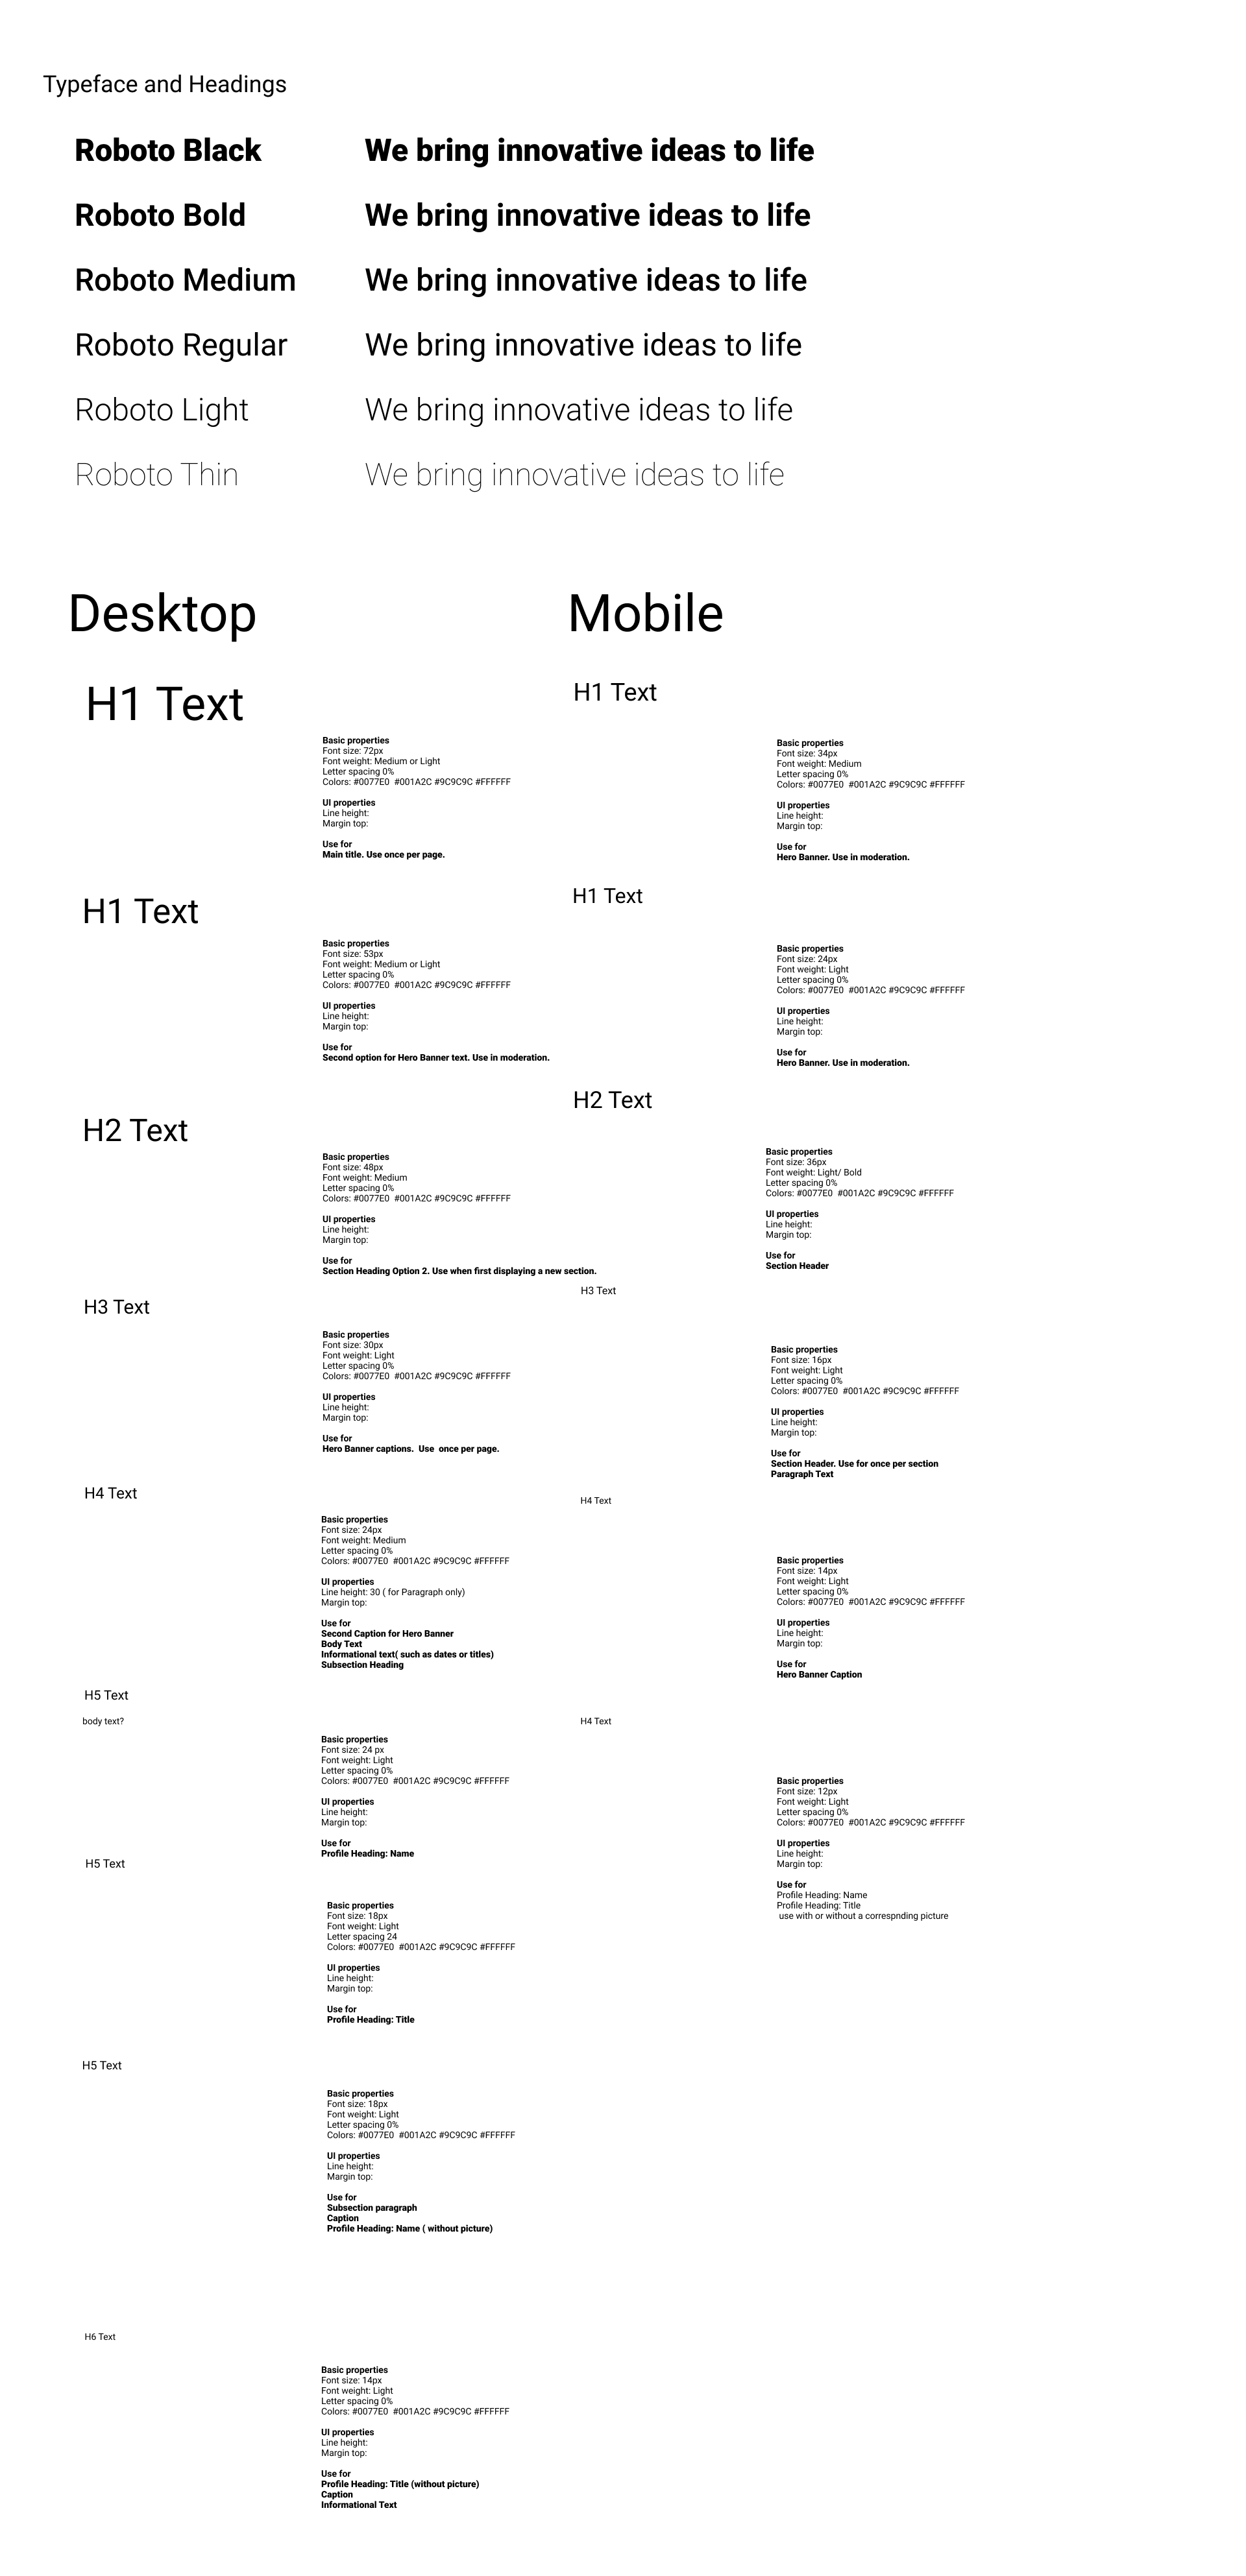 Typeface and Headings
Roboto Black
We bring innovative ideas to life
Roboto Bold
We bring innovative ideas to life
Roboto Medium
We bring innovative ideas to life
Roboto Regular
We bring innovative ideas to life
Roboto Light
We bring innovative ideas to life
Roboto Thin
We bring innovative ideas to life
Desktop
H1 Text
Basic properties
Font size: 72px
Font weight: Medium or Light
Letter spacing 0%
Colors: #0077E0  #001A2C #9C9C9C #FFFFFF
UI properties
Line height:
Margin top:
Use for
Main title. Use once per page.
H1 Text
Basic properties
Font size: 53px
Font weight: Medium or Light
Letter spacing 0%
Colors: #0077E0  #001A2C #9C9C9C #FFFFFF
UI properties
Line height:
Margin top:
Use for
Second option for Hero Banner text. Use in moderation.
H2 Text
Basic properties
Font size: 48px
Font weight: Medium
Letter spacing 0%
Colors: #0077E0  #001A2C #9C9C9C #FFFFFF
UI properties
Line height:
Margin top:
Use for
Section Heading Option 2. Use when first displaying a new section.
H3 Text
Basic properties
Font size: 30px
Font weight: Light
Letter spacing 0%
Colors: #0077E0  #001A2C #9C9C9C #FFFFFF
UI properties
Line height:
Margin top:
Use for
Hero Banner captions.  Use  once per page.
H4 Text
Basic properties
Font size: 24px
Font weight: Medium
Letter spacing 0%
Colors: #0077E0  #001A2C #9C9C9C #FFFFFF
UI properties
Line height: 30 ( for Paragraph only)
Margin top:
Use for
Second Caption for Hero Banner
Body Text
Informational text( such as dates or titles)
Subsection Heading
H5 Text
body text?
Basic properties
Font size: 24 px
Font weight: Light
Letter spacing 0%
Colors: #0077E0  #001A2C #9C9C9C #FFFFFF
UI properties
Line height:
Margin top:
Use for
Profile Heading: Name
H5 Text
Basic properties
Font size: 18px
Font weight: Light
Letter spacing 24
Colors: #0077E0  #001A2C #9C9C9C #FFFFFF
UI properties
Line height:
Margin top:
Use for
Profile Heading: Title
H5 Text
Basic properties
Font size: 18px
Font weight: Light
Letter spacing 0%
Colors: #0077E0  #001A2C #9C9C9C #FFFFFF
UI properties
Line height:
Margin top:
Use for
Subsection paragraph
Caption
Profile Heading: Name ( without picture)
H6 Text
Basic properties
Font size: 14px
Font weight: Light
Letter spacing 0%
Colors: #0077E0  #001A2C #9C9C9C #FFFFFF
UI properties
Line height:
Margin top:
Use for
Profile Heading: Title (without picture)
Caption
Informational Text
Mobile
H1 Text
Basic properties
Font size: 34px
Font weight: Medium
Letter spacing 0%
Colors: #0077E0  #001A2C #9C9C9C #FFFFFF
UI properties
Line height:
Margin top:
Use for
Hero Banner. Use in moderation.
H1 Text
Basic properties
Font size: 24px
Font weight: Light
Letter spacing 0%
Colors: #0077E0  #001A2C #9C9C9C #FFFFFF
UI properties
Line height:
Margin top:
Use for
Hero Banner. Use in moderation.
H2 Text
Basic properties
Font size: 36px
Font weight: Light/ Bold
Letter spacing 0%
Colors: #0077E0  #001A2C #9C9C9C #FFFFFF
UI properties
Line height:
Margin top:
Use for
Section Header
H3 Text
Basic properties
Font size: 16px
Font weight: Light
Letter spacing 0%
Colors: #0077E0  #001A2C #9C9C9C #FFFFFF
UI properties
Line height:
Margin top:
Use for
Section Header. Use for once per section
Paragraph Text
H4 Text
Basic properties
Font size: 14px
Font weight: Light
Letter spacing 0%
Colors: #0077E0  #001A2C #9C9C9C #FFFFFF
UI properties
Line height:
Margin top:
Use for
Hero Banner Caption
H4 Text
Basic properties
Font size: 12px
Font weight: Light
Letter spacing 0%
Colors: #0077E0  #001A2C #9C9C9C #FFFFFF
UI properties
Line height:
Margin top:
Use for
Profile Heading: Name
Profile Heading: Title
use with or without a correspnding picture